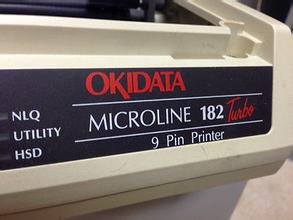 OKIDATA
MICROLINE 182 Turbo
9 Pin Printer
NLQ
UTILITY
HSD